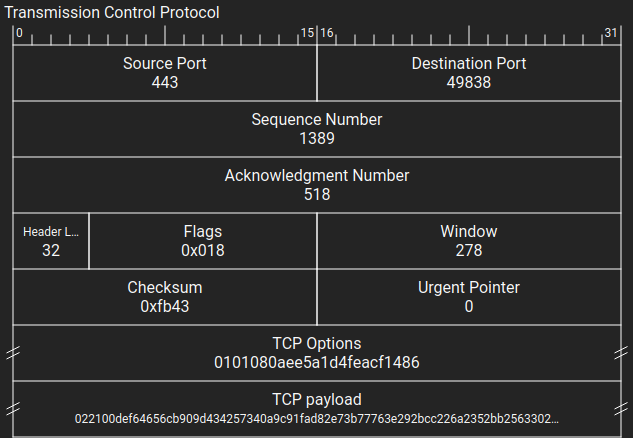 Transmission Control Protocol
0 15 16 31
Source Port Destination Port
443 49838
Sequence Number
1389
Acknowledgment Number
518
Header L... Flags Window
32 0x018 278
Checksum Urgent Pointer
0xfb43 0
TCP Options
0101080aee5a1d4feacf1486
TCP payload
022100def64656cb909d434257340a9c91fad82e73b77763e292bcc226a2352bb2563302...